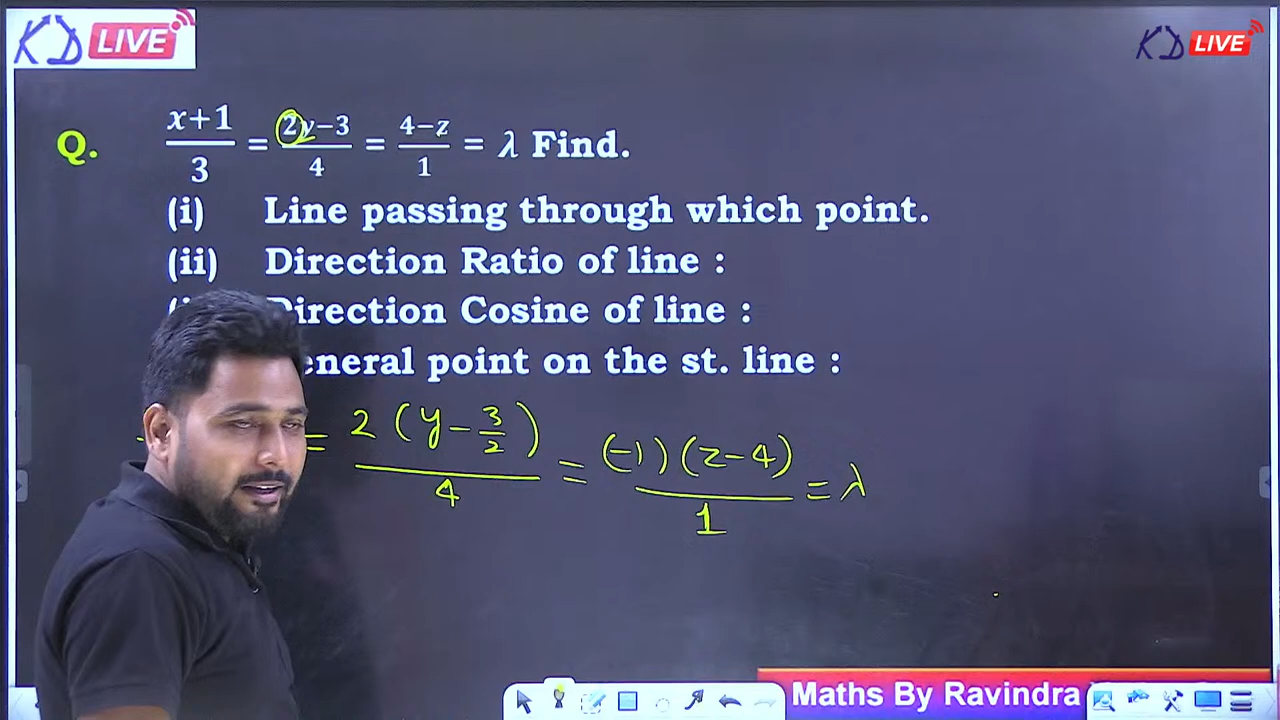 KD LIVE
KD LIVE
Q. x+1/3 = 2y−3/4 = 4−z/1 = λ Find.
(i) Line passing through which point.
(ii) Direction Ratio of line :
Direction Cosine of line :
eneral point on the st. line :
= 2(y−3/2)/4 = (−1)(z−4)/1 = λ
Maths By Ravindra